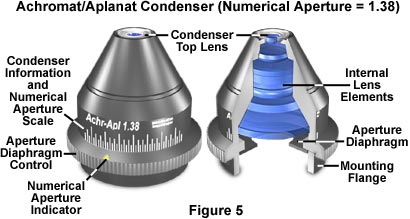 Achromat/Aplanat Condenser (Numerical Aperture = 1.38)
Condenser
Top Lens
Condenser
Information
and
Numerical
Aperture
Scale
Achr-Apl 1.38
Internal
Lens
Elements
Aperture
Diaphragm
Control
Aperture
Diaphragm
Numerical
Aperture
Indicator
Mounting
Flange
Figure 5